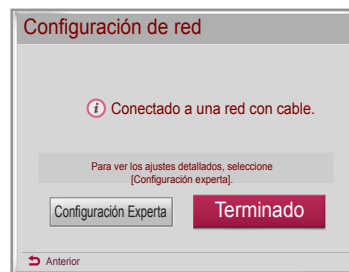 Configuración de red
Conectado a una red con cable.
Para ver los ajustes detallados, seleccione
[Configuración experta].
Configuración Experta
Terminado
Anterior